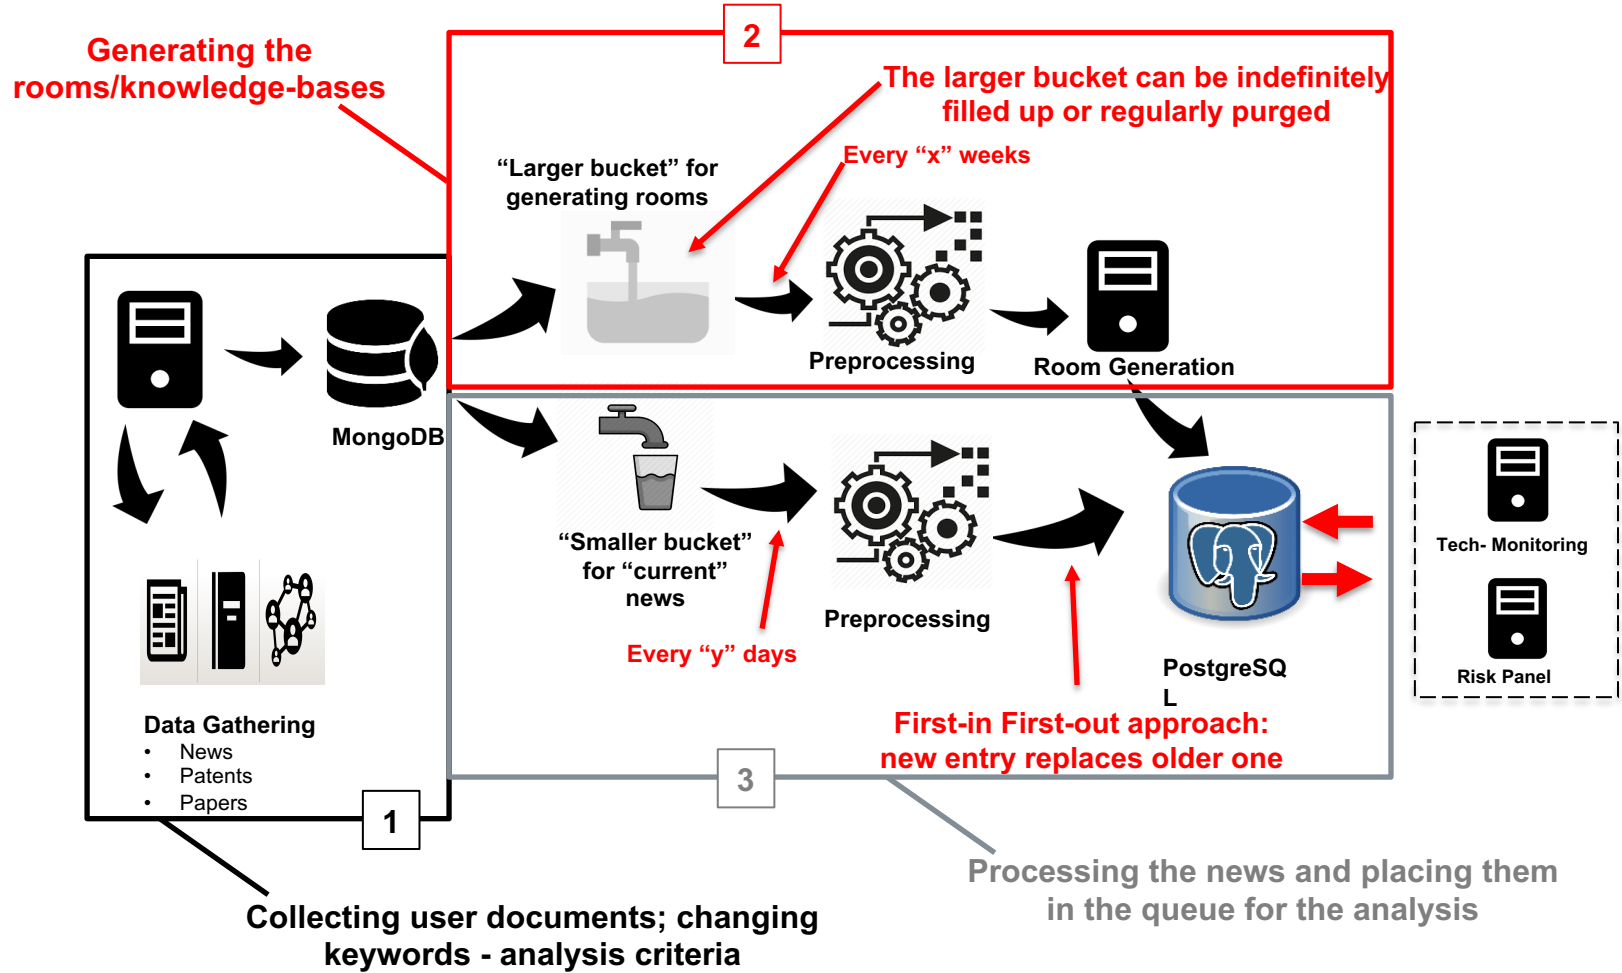 2
Generating the
rooms/knowledge-bases
The larger bucket can be indefinitely
filled up or regularly purged
Every “x” weeks
“Larger bucket” for
generating rooms
Preprocessing
Room Generation
MongoDB
“Smaller bucket”
for “current”
news
Every “y” days
Preprocessing
PostgreSQ
L
Tech- Monitoring
Risk Panel
First-in First-out approach:
new entry replaces older one
Data Gathering
• News
• Patents
• Papers
1
3
Processing the news and placing them
in the queue for the analysis
Collecting user documents; changing
keywords - analysis criteria